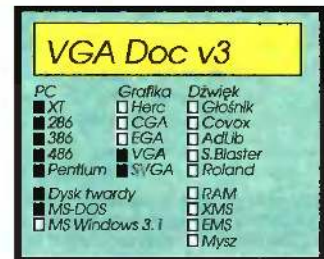 VGA Doc v3
PC Grafika Dźwięk
XT Herc Głośnik
286 CGA Covox
386 EGA AdLib
486 VGA S.Blaster
Pentium SVGA Roland
Dysk twardy RAM
MS-DOS XMS
MS Windows 3.1 EMS
Mysz